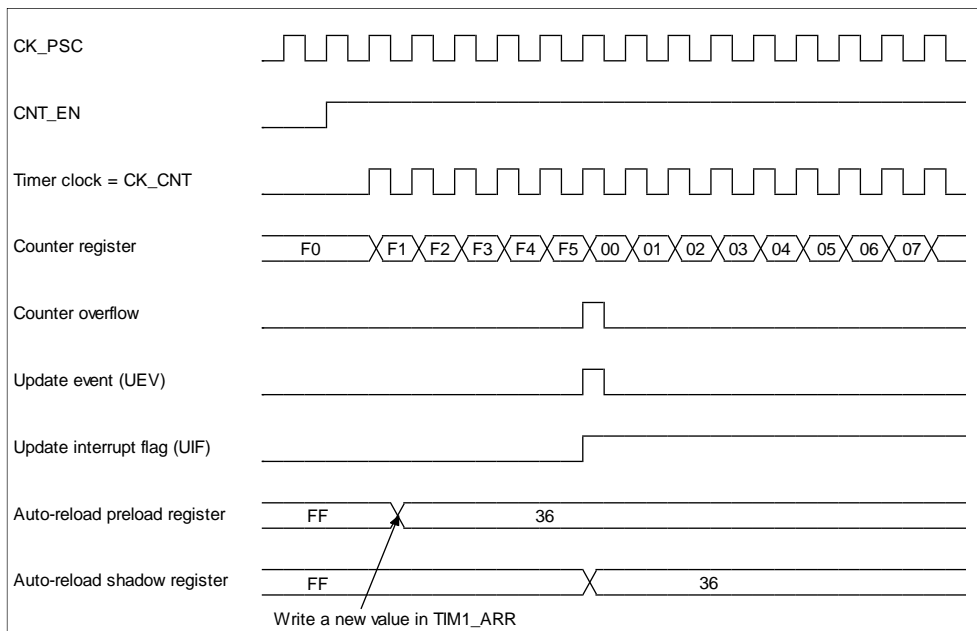 CK_PSC
CNT_EN
Timer clock = CK_CNT
Counter register F0 F1 F2 F3 F4 F5 00 01 02 03 04 05 06 07
Counter overflow
Update event (UEV)
Update interrupt flag (UIF)
Auto-reload preload register FF 36
Auto-reload shadow register FF 36
Write a new value in TIM1_ARR